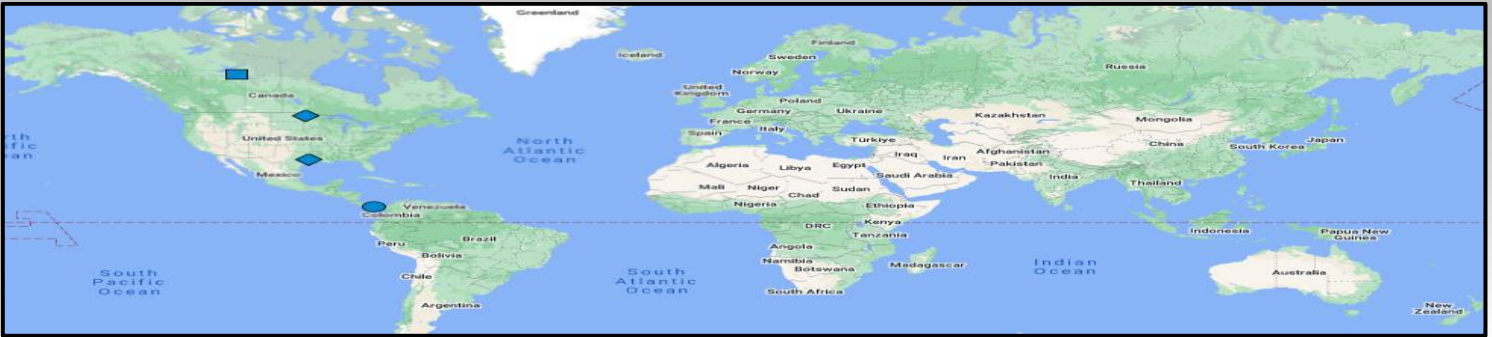 Greenland
Iceland
Finland
Sweden
Norway
Russia
Canada
United
Kingdom
Poland
Germany
Ukraine
France
Kazakhstan
Mongolia
Spain
Italy
Türkiye
United States
North
Atlantic
Ocean
rth
ific
an
China
Japan
South Korea
Iraq
Iran
Afghanistan
Pakistan
Algeria
Libya
Egypt
Saudi Arabia
India
Thailand
Mexico
Mali
Niger
Chad
Sudan
Nigeria
Ethiopia
Venezuela
Colombia
DRC
Kenya
Tanzania
Indonesia
Papua New
Guinea
Peru
Brazil
Bolivia
Angola
Namibia
Botswana
Madagascar
Indian
Ocean
South
Pacific
Ocean
Chile
South
Atlantic
Ocean
Australia
South Africa
Argentina
New
Zealand